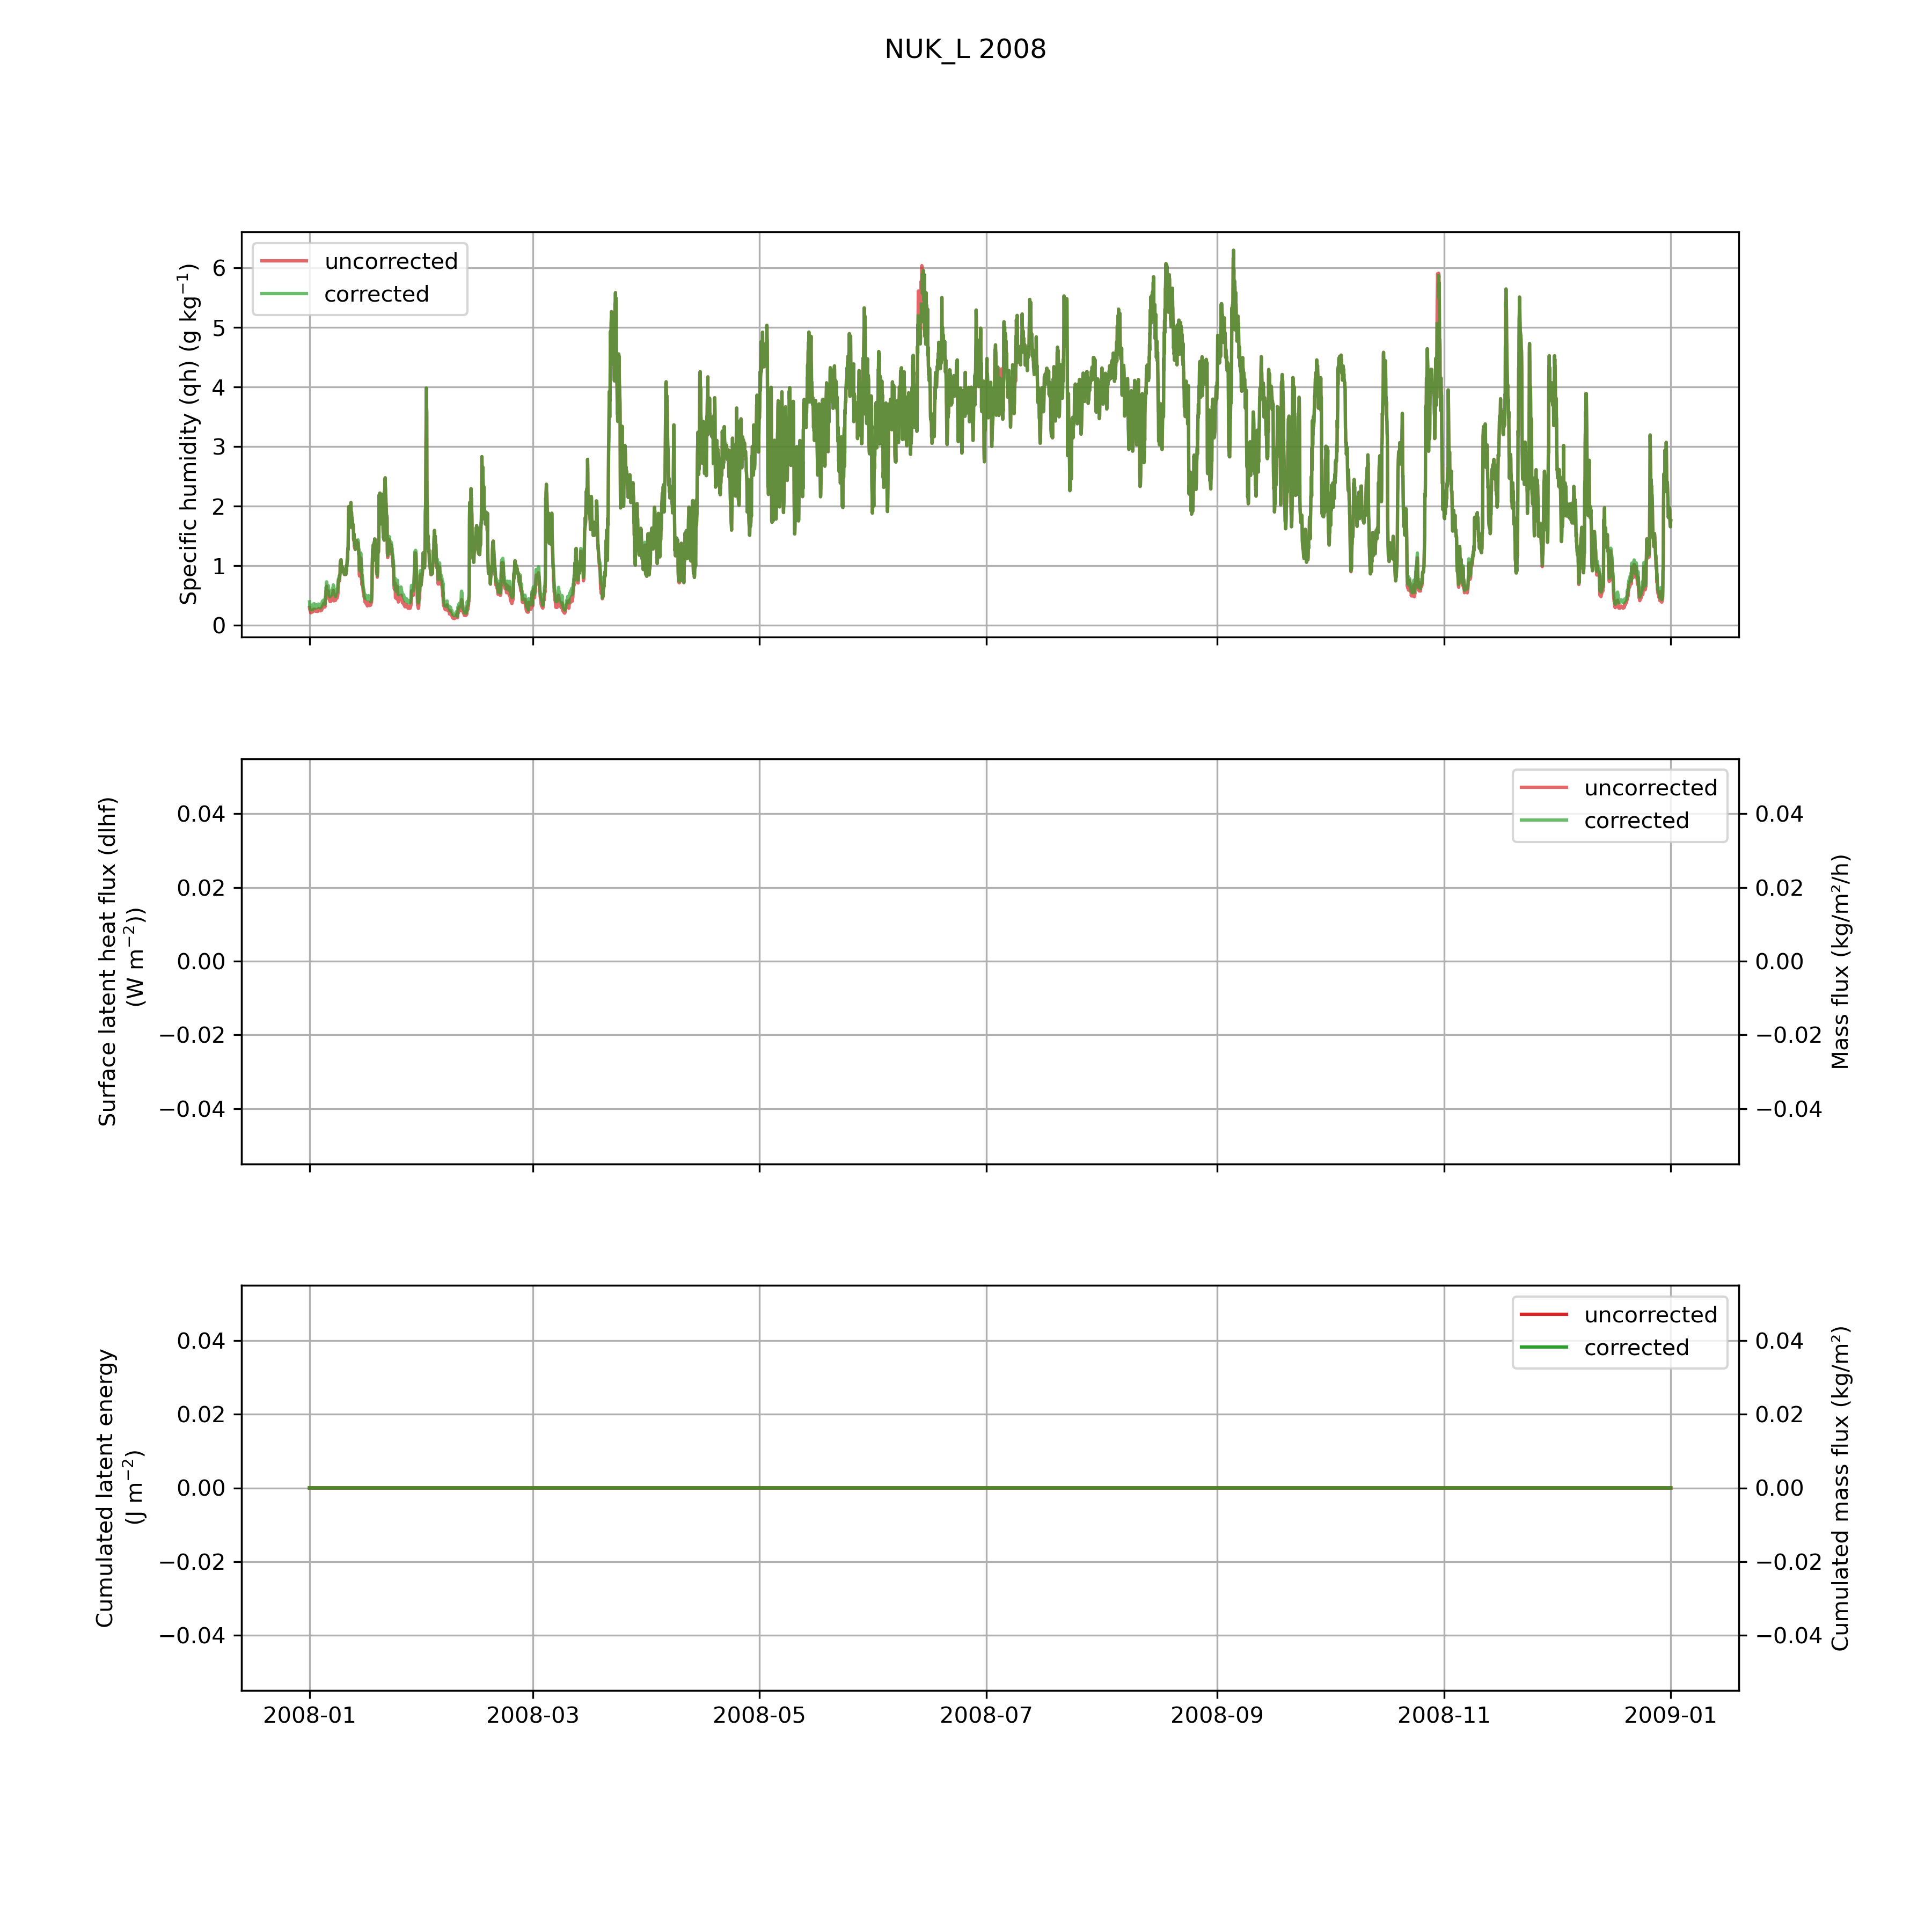 NUK_L 2008
Specific humidity (qh) (g kg⁻¹)
6
5
4
3
2
1
0
uncorrected
corrected
Surface latent heat flux (dlhf)
(W m⁻²))
0.04
0.02
0.00
−0.02
−0.04
uncorrected
corrected
0.04
0.02
0.00
−0.02
−0.04
Mass flux (kg/m²/h)
Cumulated latent energy
(J m⁻²)
0.04
0.02
0.00
−0.02
−0.04
uncorrected
corrected
0.04
0.02
0.00
−0.02
−0.04
Cumulated mass flux (kg/m²)
2008-01 2008-03 2008-05 2008-07 2008-09 2008-11 2009-01